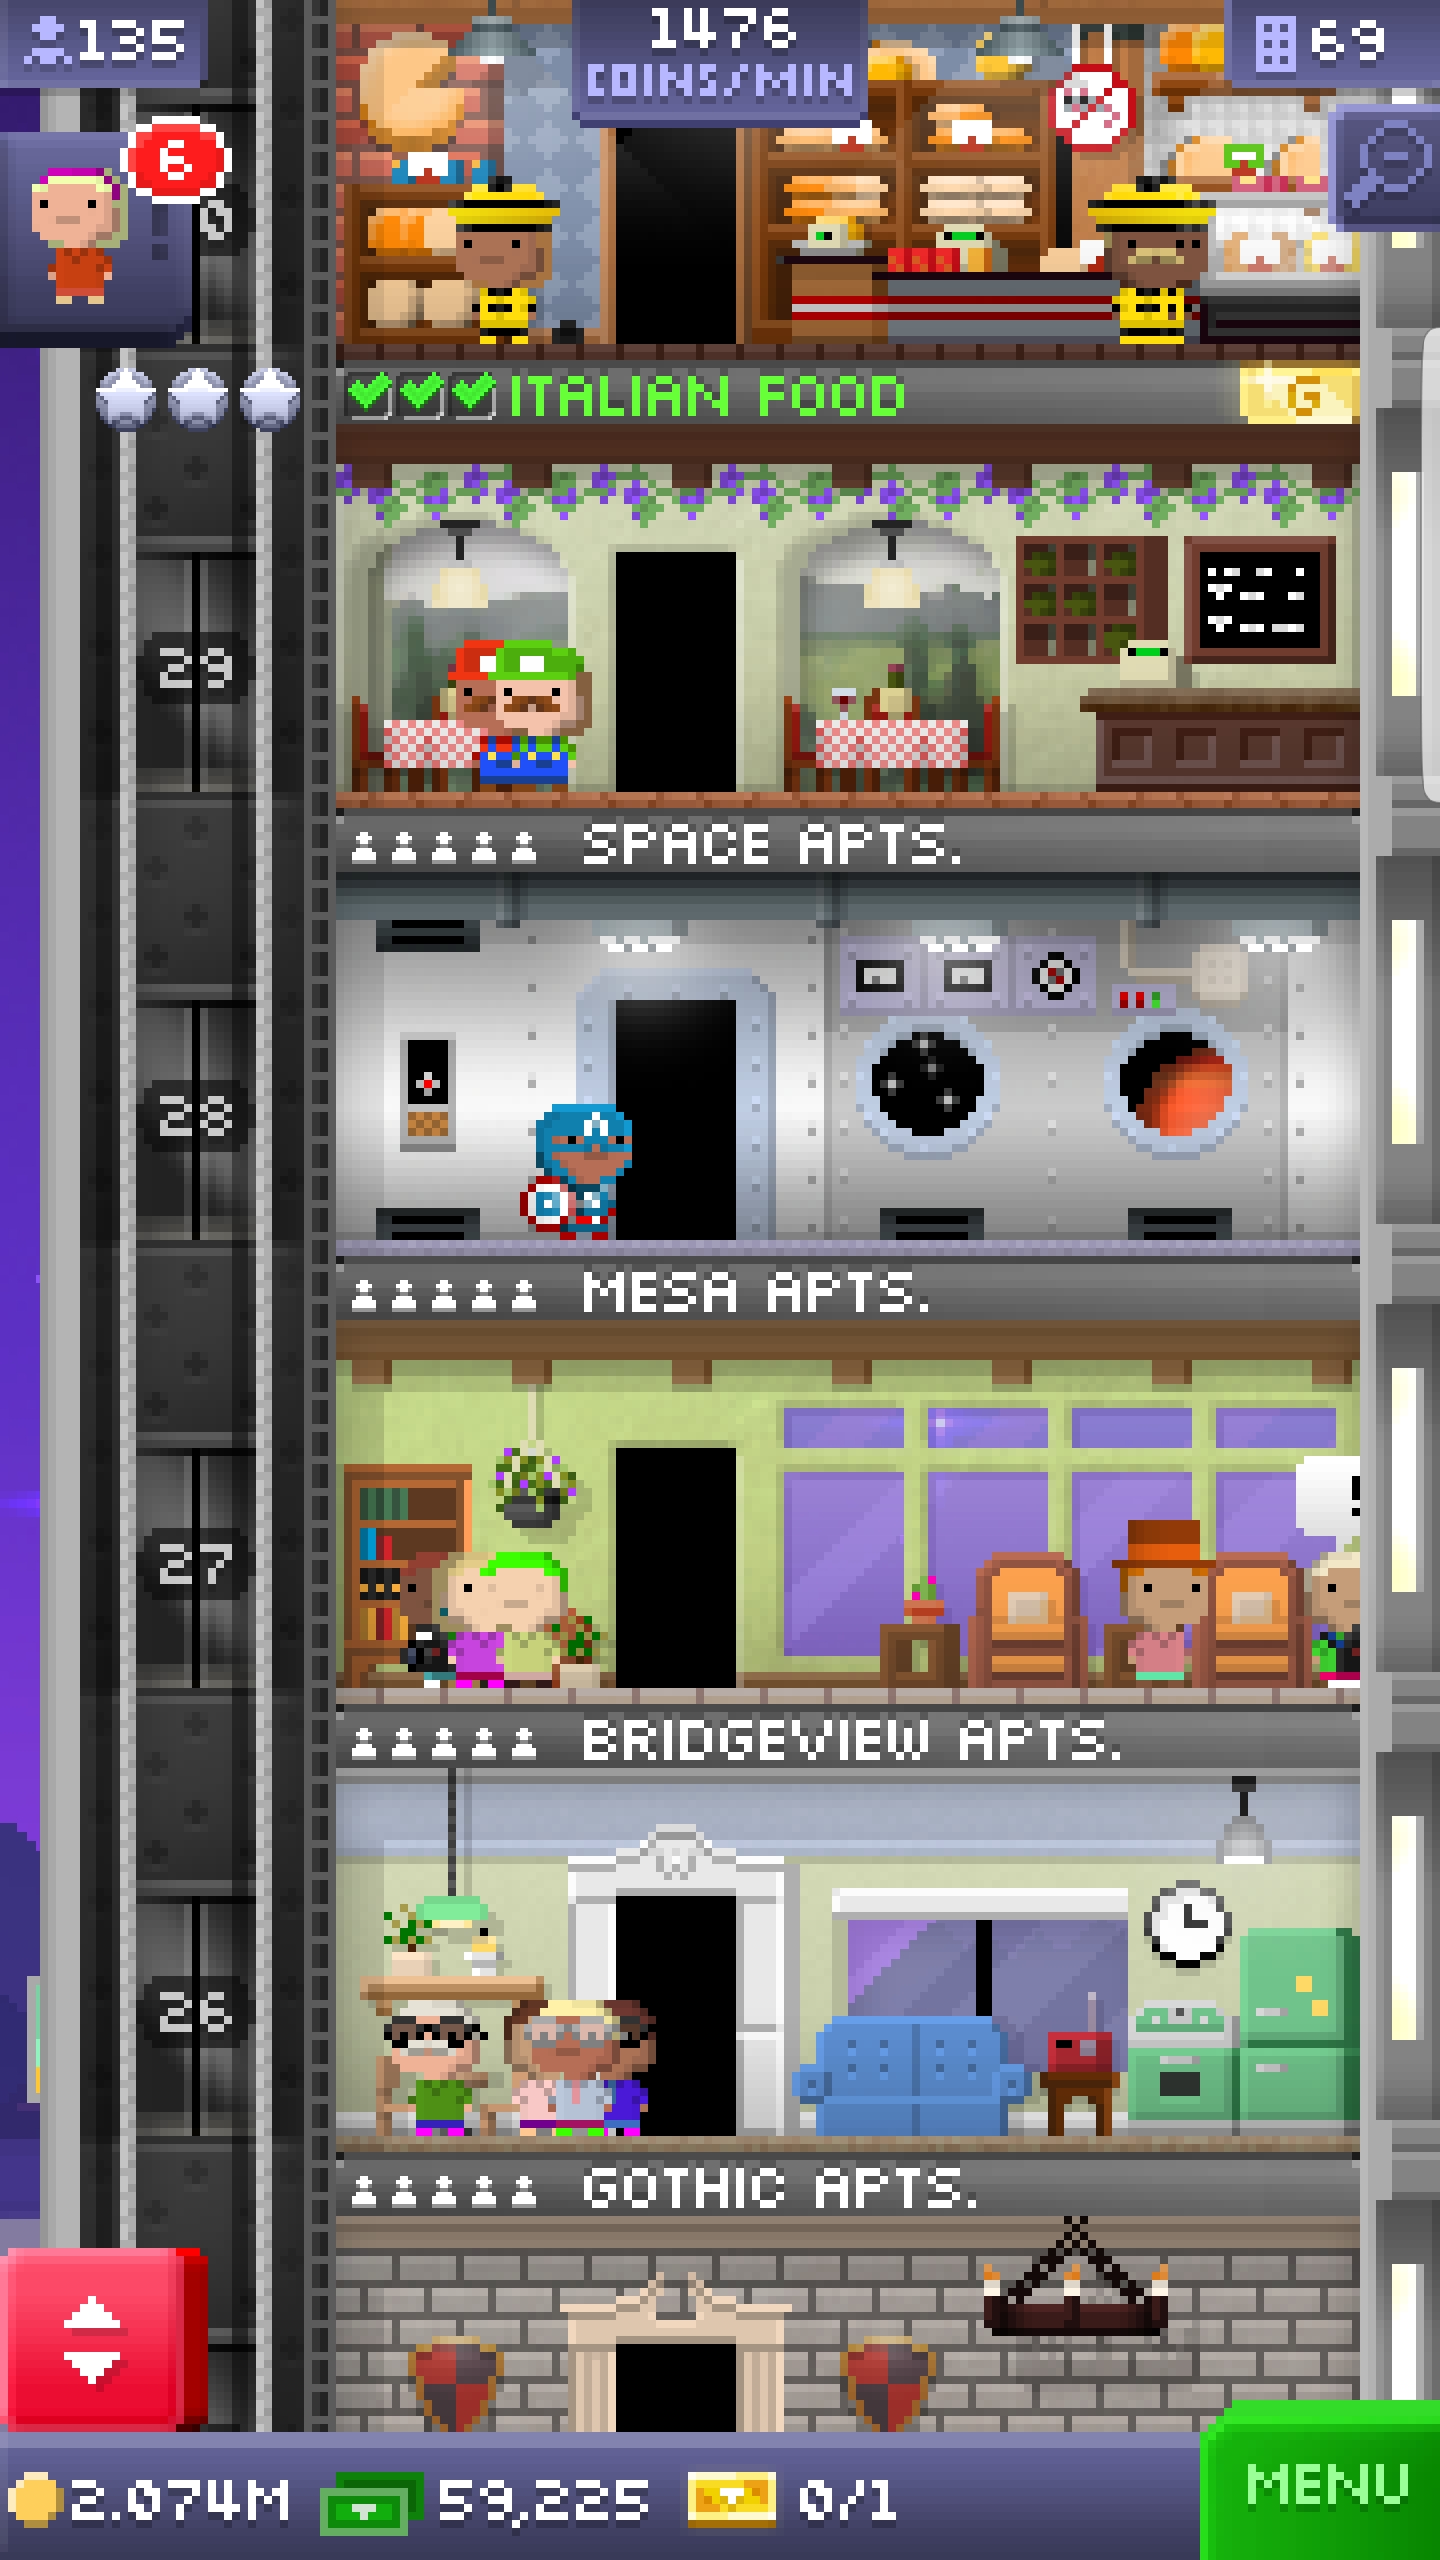 135
1476
COINS/MIN
69
6
0
ITALIAN FOOD
G
29
SPACE APTS.
28
A
MESA APTS.
27
!
BRIDGEVIEW APTS.
26
GOTHIC APTS.
2.074M
59,225
0/1
MENU